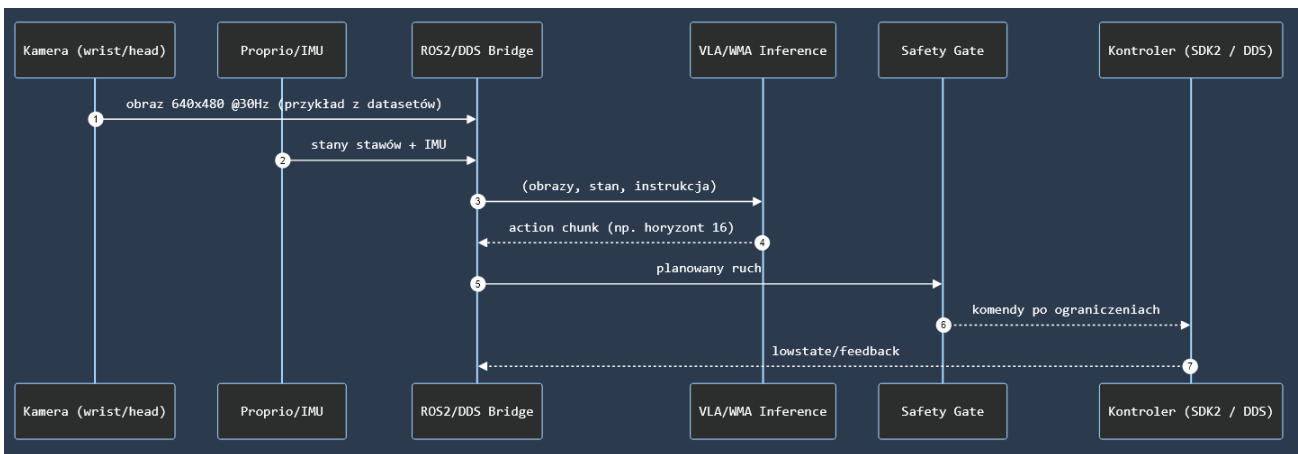 Kamera (wrist/head)
Proprio/IMU
ROS2/DDS Bridge
VLA/WMA Inference
Safety Gate
Kontroler (SDK2 / DDS)
obraz 640x480 @30Hz (przykład z datasetów)
1
stany stawów + IMU
2
(obrazy, stan, instrukcja)
3
action chunk (np. horyzont 16)
4
planowany ruch
5
komendy po ograniczeniach
6
lowstate/feedback
7
Kamera (wrist/head)
Proprio/IMU
ROS2/DDS Bridge
VLA/WMA Inference
Safety Gate
Kontroler (SDK2 / DDS)